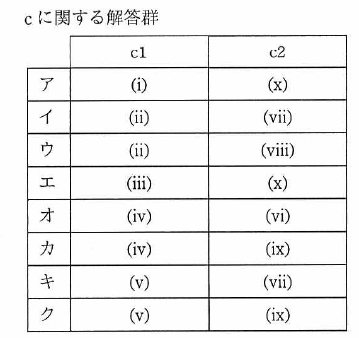 cに関する解答群
c1 c2
ア (i) (x)
イ (ii) (vii)
ウ (ii) (viii)
エ (iii) (x)
オ (iv) (vi)
カ (iv) (ix)
キ (v) (vii)
ク (v) (ix)